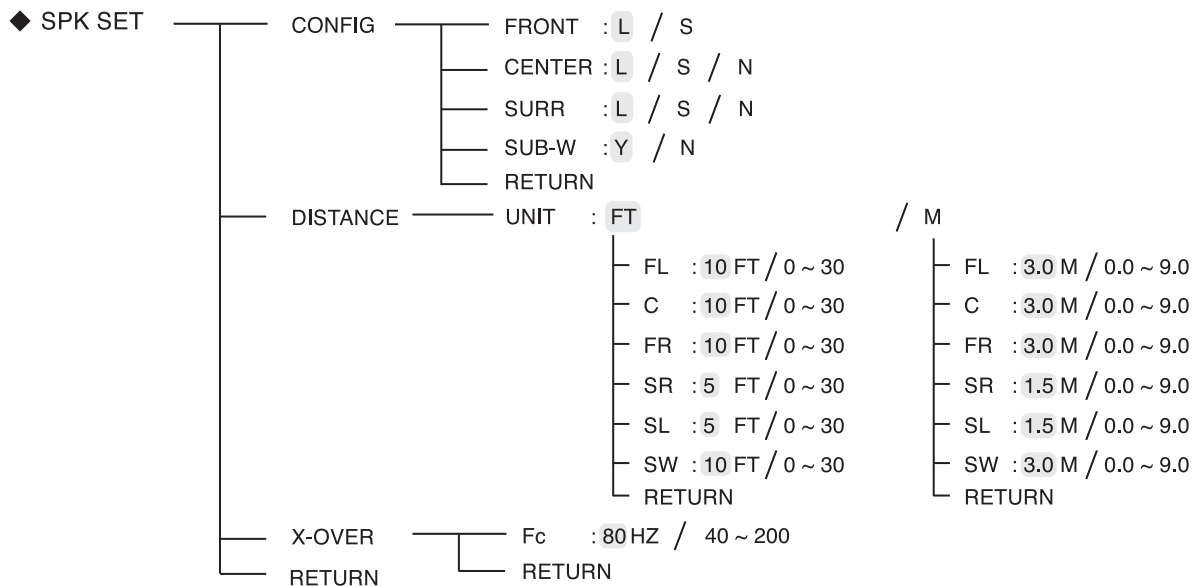 ◆ SPK SET CONFIG FRONT : L / S
CENTER : L / S / N
SURR : L / S / N
SUB-W : Y / N
RETURN
DISTANCE UNIT : FT / M
FL : 10 FT / 0 ~ 30 FL : 3.0 M / 0.0 ~ 9.0
C : 10 FT / 0 ~ 30 C : 3.0 M / 0.0 ~ 9.0
FR : 10 FT / 0 ~ 30 FR : 3.0 M / 0.0 ~ 9.0
SR : 5 FT / 0 ~ 30 SR : 1.5 M / 0.0 ~ 9.0
SL : 5 FT / 0 ~ 30 SL : 1.5 M / 0.0 ~ 9.0
SW : 10 FT / 0 ~ 30 SW : 3.0 M / 0.0 ~ 9.0
RETURN RETURN
X-OVER Fc : 80 HZ / 40 ~ 200
RETURN RETURN